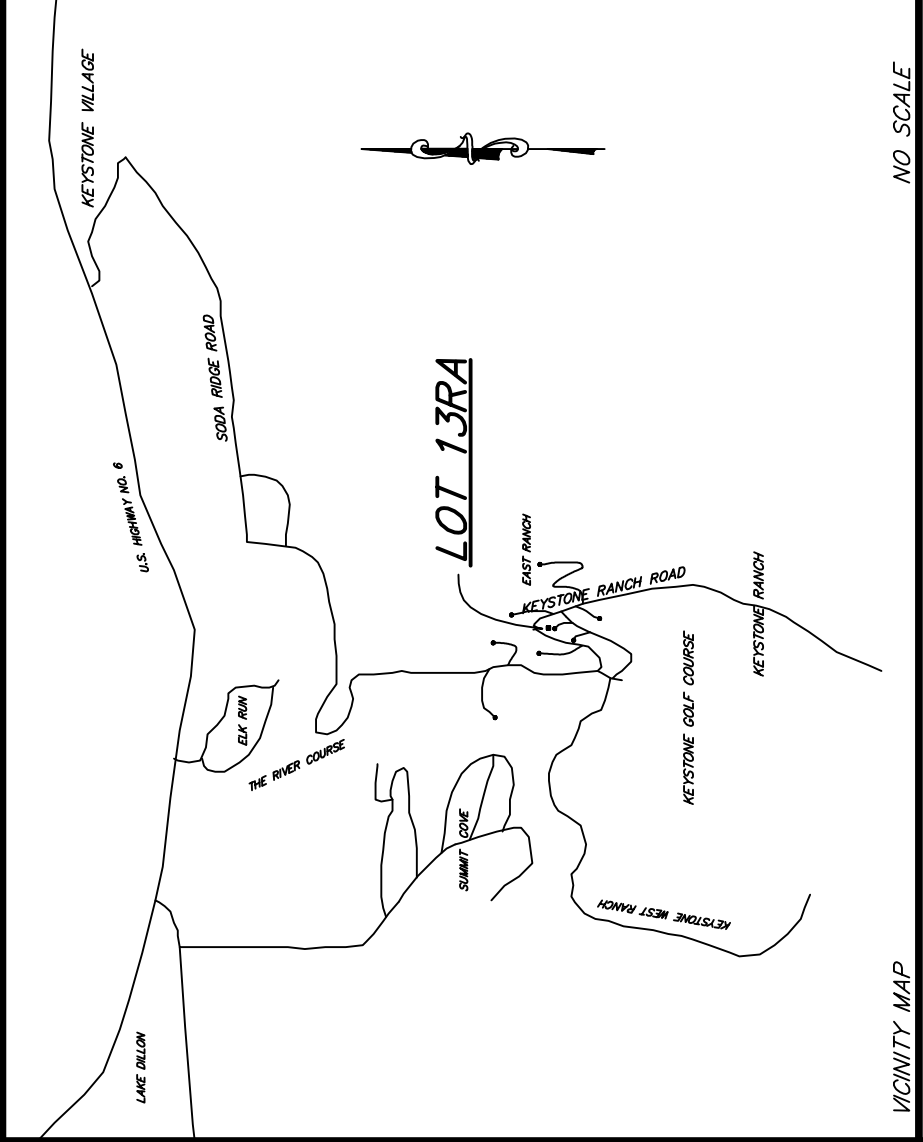 KEYSTONE VILLAGE
U.S. HIGHWAY NO. 6
SODA RIDGE ROAD
LOT 13RA
EAST RANCH
KEYSTONE RANCH ROAD
KEYSTONE RANCH
KEYSTONE GOLF COURSE
ELK RUN
THE RIVER COURSE
SUMMIT COVE
KEYSTONE WEST RANCH
LAKE DILLON
N
VICINITY MAP
NO SCALE